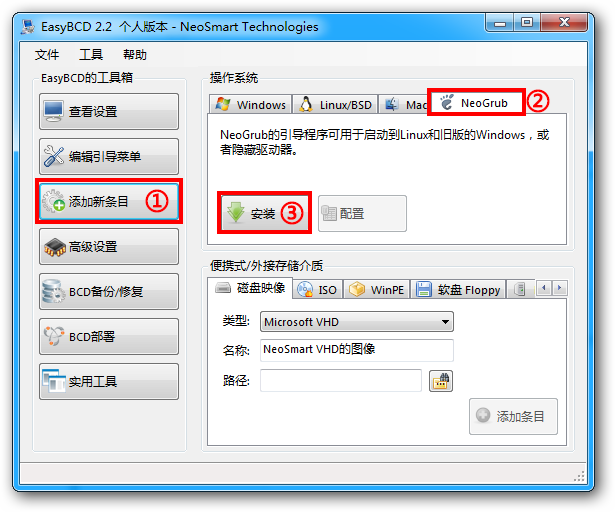 EasyBCD 2.2 个人版本 - NeoSmart Technologies
文件 工具 帮助
EasyBCD的工具箱
查看设置
编辑引导菜单
添加新条目 ①
高级设置
BCD备份/修复
BCD部署
实用工具
操作系统
Windows Linux/BSD Mac NeoGrub ②
NeoGrub的引导程序可用于启动到Linux和旧版的Windows，或
者隐藏驱动器。
安装 ③ 配置
便携式/外接存储介质
磁盘映像 ISO WinPE 软盘 Floppy
类型: Microsoft VHD
名称: NeoSmart VHD的图像
路径:
添加条目